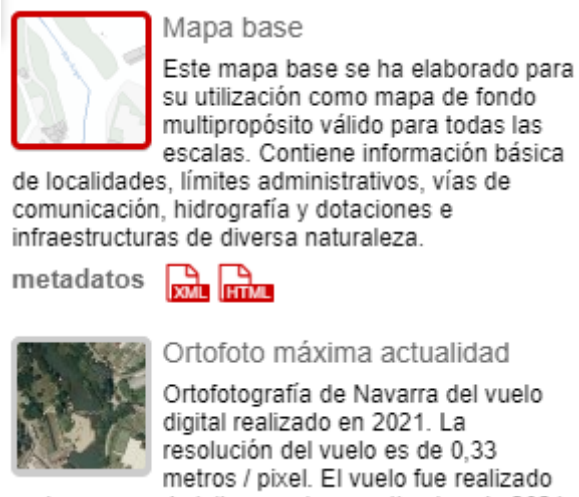 Mapa base
Este mapa base se ha elaborado para
su utilización como mapa de fondo
multipropósito válido para todas las
escalas. Contiene información básica
de localidades, límites administrativos, vías de
comunicación, hidrografía y dotaciones e
infraestructuras de diversa naturaleza.
metadatos XML HTML
Ortofoto máxima actualidad
Ortofotografía de Navarra del vuelo
digital realizado en 2021. La
resolución del vuelo es de 0,33
metros / pixel. El vuelo fue realizado